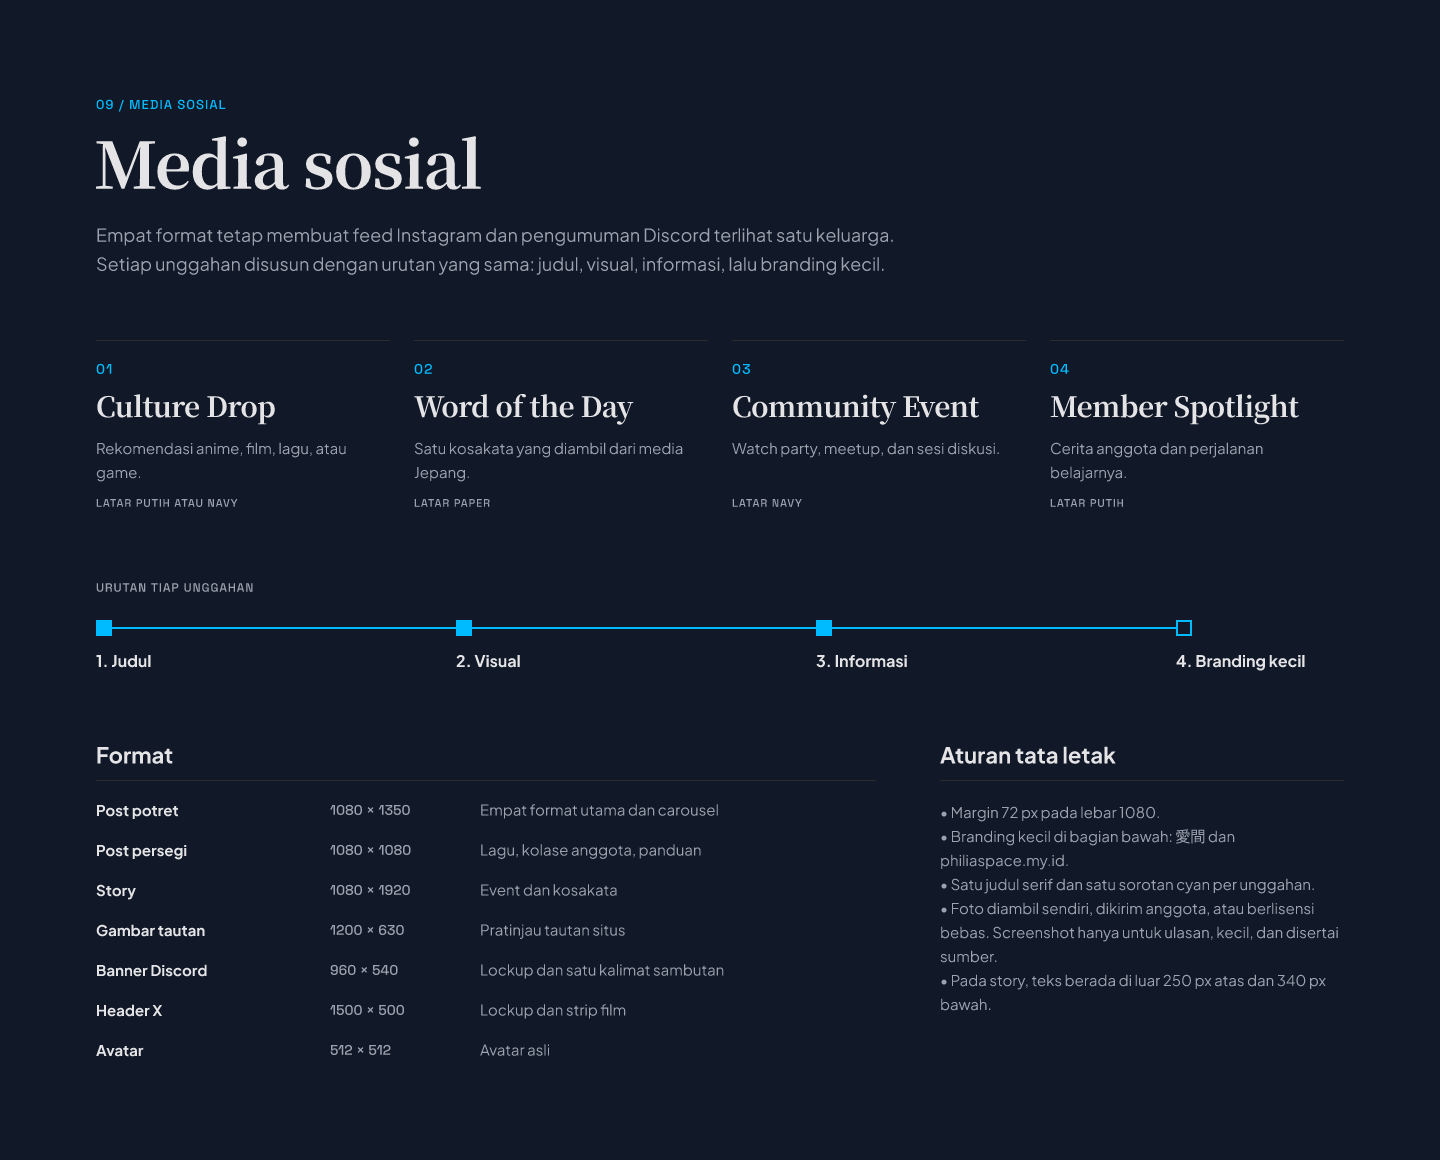 09 / MEDIA SOSIAL
Media sosial
Empat format tetap membuat feed Instagram dan pengumuman Discord terlihat satu keluarga.
Setiap unggahan disusun dengan urutan yang sama: judul, visual, informasi, lalu branding kecil.
01
Culture Drop
Rekomendasi anime, film, lagu, atau
game.
LATAR PUTIH ATAU NAVY
02
Word of the Day
Satu kosakata yang diambil dari media
Jepang.
LATAR PAPER
03
Community Event
Watch party, meetup, dan sesi diskusi.
LATAR NAVY
04
Member Spotlight
Cerita anggota dan perjalanan
belajarnya.
LATAR PUTIH
URUTAN TIAP UNGGAHAN
1. Judul
2. Visual
3. Informasi
4. Branding kecil
Format
Post potret 1080 × 1350 Empat format utama dan carousel
Post persegi 1080 × 1080 Lagu, kolase anggota, panduan
Story 1080 × 1920 Event dan kosakata
Gambar tautan 1200 × 630 Pratinjau tautan situs
Banner Discord 960 × 540 Lockup dan satu kalimat sambutan
Header X 1500 × 500 Lockup dan strip film
Avatar 512 × 512 Avatar asli
Aturan tata letak
• Margin 72 px pada lebar 1080.
• Branding kecil di bagian bawah: 愛間 dan
philiaspace.my.id.
• Satu judul serif dan satu sorotan cyan per unggahan.
• Foto diambil sendiri, dikirim anggota, atau berlisensi
bebas. Screenshot hanya untuk ulasan, kecil, dan disertai
sumber.
• Pada story, teks berada di luar 250 px atas dan 340 px
bawah.